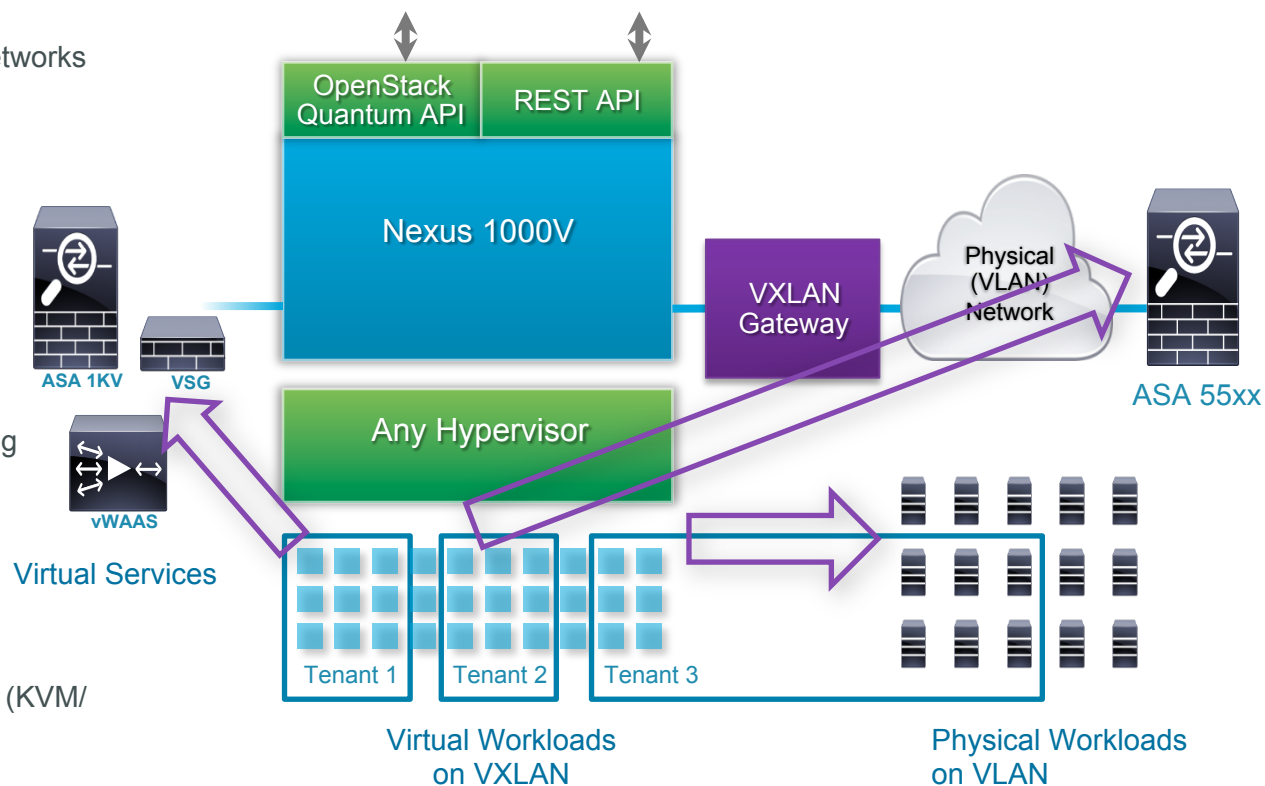 etworks
OpenStack
Quantum API
REST API
Nexus 1000V
VXLAN
Gateway
Physical
(VLAN)
Network
ASA 1KV
VSG
ASA 55xx
Any Hypervisor
g
vWAAS
Virtual Services
Tenant 1
Tenant 2
Tenant 3
(KVM/
Virtual Workloads
on VXLAN
Physical Workloads
on VLAN